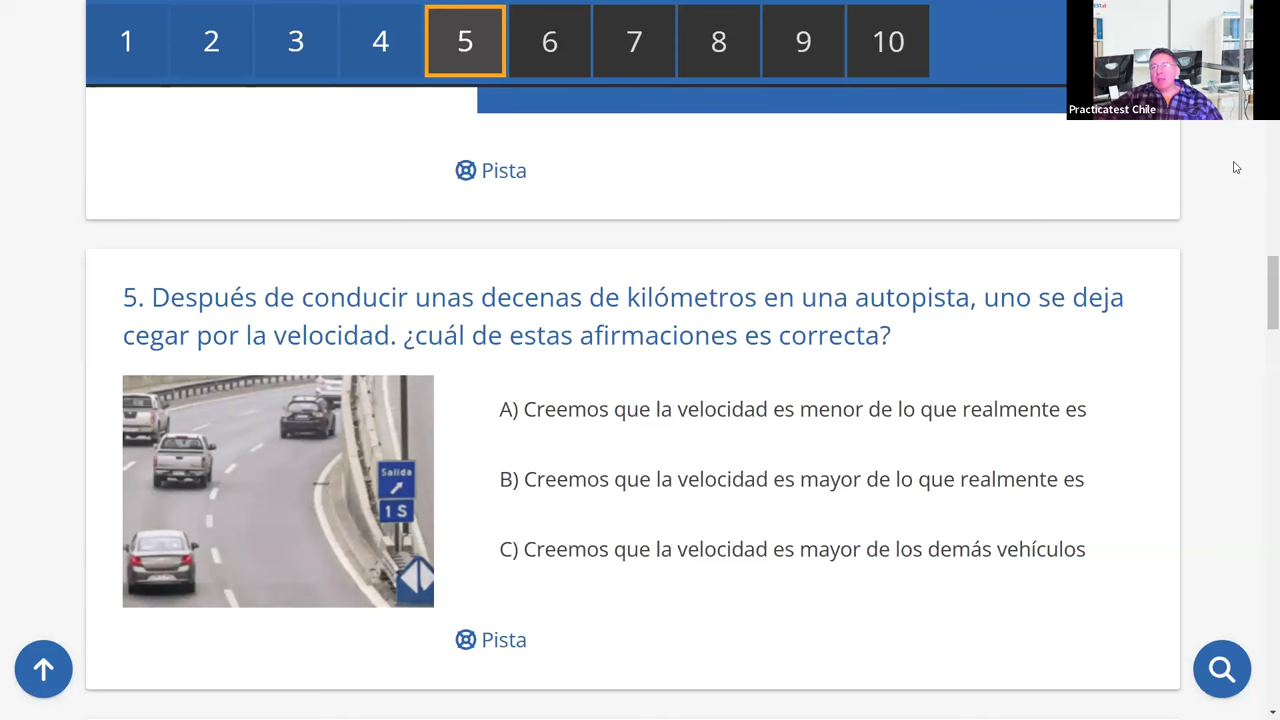 1 2 3 4 5 6 7 8 9 10
Practicatest Chile
Pista
5. Después de conducir unas decenas de kilómetros en una autopista, uno se deja
cegar por la velocidad. ¿cuál de estas afirmaciones es correcta?
A) Creemos que la velocidad es menor de lo que realmente es
B) Creemos que la velocidad es mayor de lo que realmente es
C) Creemos que la velocidad es mayor de los demás vehículos
Salida
1 S
Pista